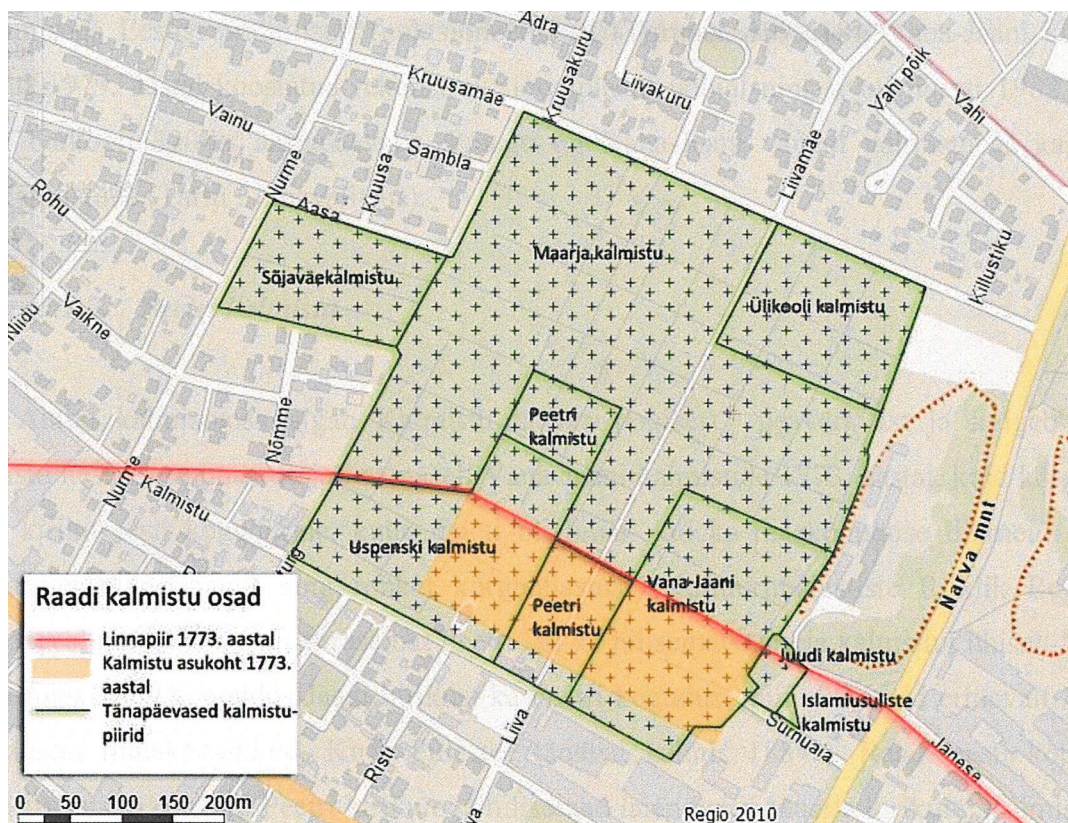 Adra
Kruusakuru
Kruusamäe
Liivakuru
Vahi põik
Vahi
Vainu
Sambla
Liivamäe
Nurme
Kruusa
Rohu
Aasa
Killustiku
Maarja kalmistu
Sõjaväekalmistu
Ülikooli kalmistu
Niidu
Vaikne
Peetri
kalmistu
Nõmme
Nurme
Kalmistu
Uspenski kalmistu
Narva mnt
Vana-Jaani
kalmistu
Peetri
kalmistu
Juudi kalmistu
Islamiusuliste
kalmistu
Surnuaia
Jänese
Liiva
Risti
Raadi kalmistu osad
Linnapiir 1773. aastal
Kalmistu asukoht 1773.
aastal
Tänapäevased kalmistu-
piirid
0 50 100 150 200m
Regio 2010